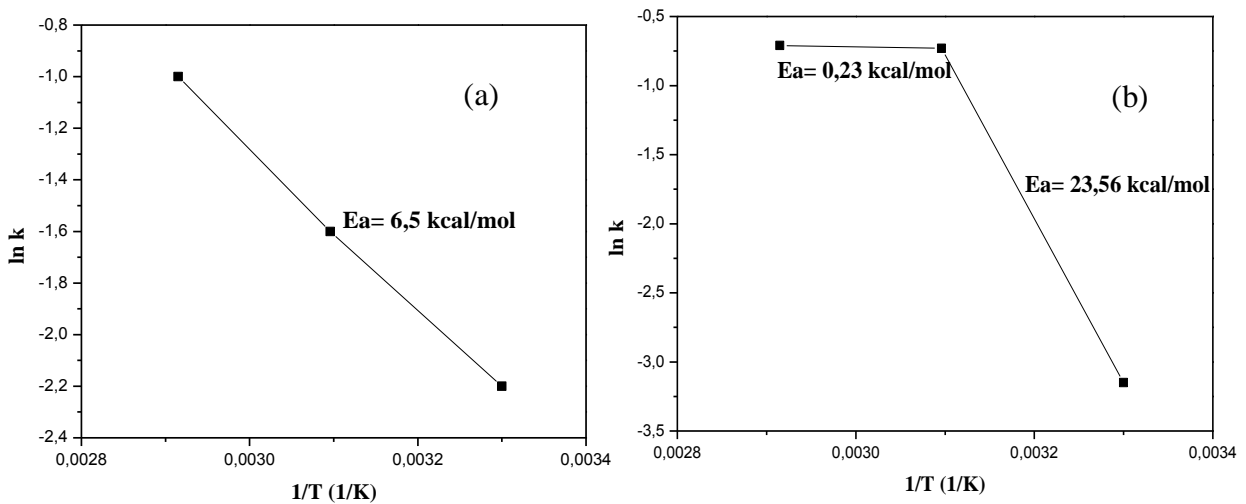 -0,8
-1,0
-1,2
-1,4
-1,6
-1,8
-2,0
-2,2
-2,4
ln k
0,0028
0,0030
0,0032
0,0034
1/T (1/K)
(a)
Ea= 6,5 kcal/mol
-0,5
-1,0
-1,5
-2,0
-2,5
-3,0
-3,5
ln k
0,0028
0,0030
0,0032
0,0034
1/T (1/K)
(b)
Ea= 0,23 kcal/mol
Ea= 23,56 kcal/mol